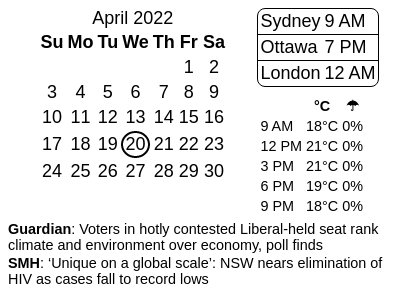 April 2022
Su Mo Tu We Th Fr Sa
1 2
3 4 5 6 7 8 9
10 11 12 13 14 15 16
17 18 19 20 21 22 23
24 25 26 27 28 29 30
Sydney 9 AM
Ottawa 7 PM
London 12 AM
°C ☂
9 AM 18°C 0%
12 PM 21°C 0%
3 PM 21°C 0%
6 PM 19°C 0%
9 PM 18°C 0%
Guardian: Voters in hotly contested Liberal-held seat rank
climate and environment over economy, poll finds
SMH: ‘Unique on a global scale’: NSW nears elimination of
HIV as cases fall to record lows